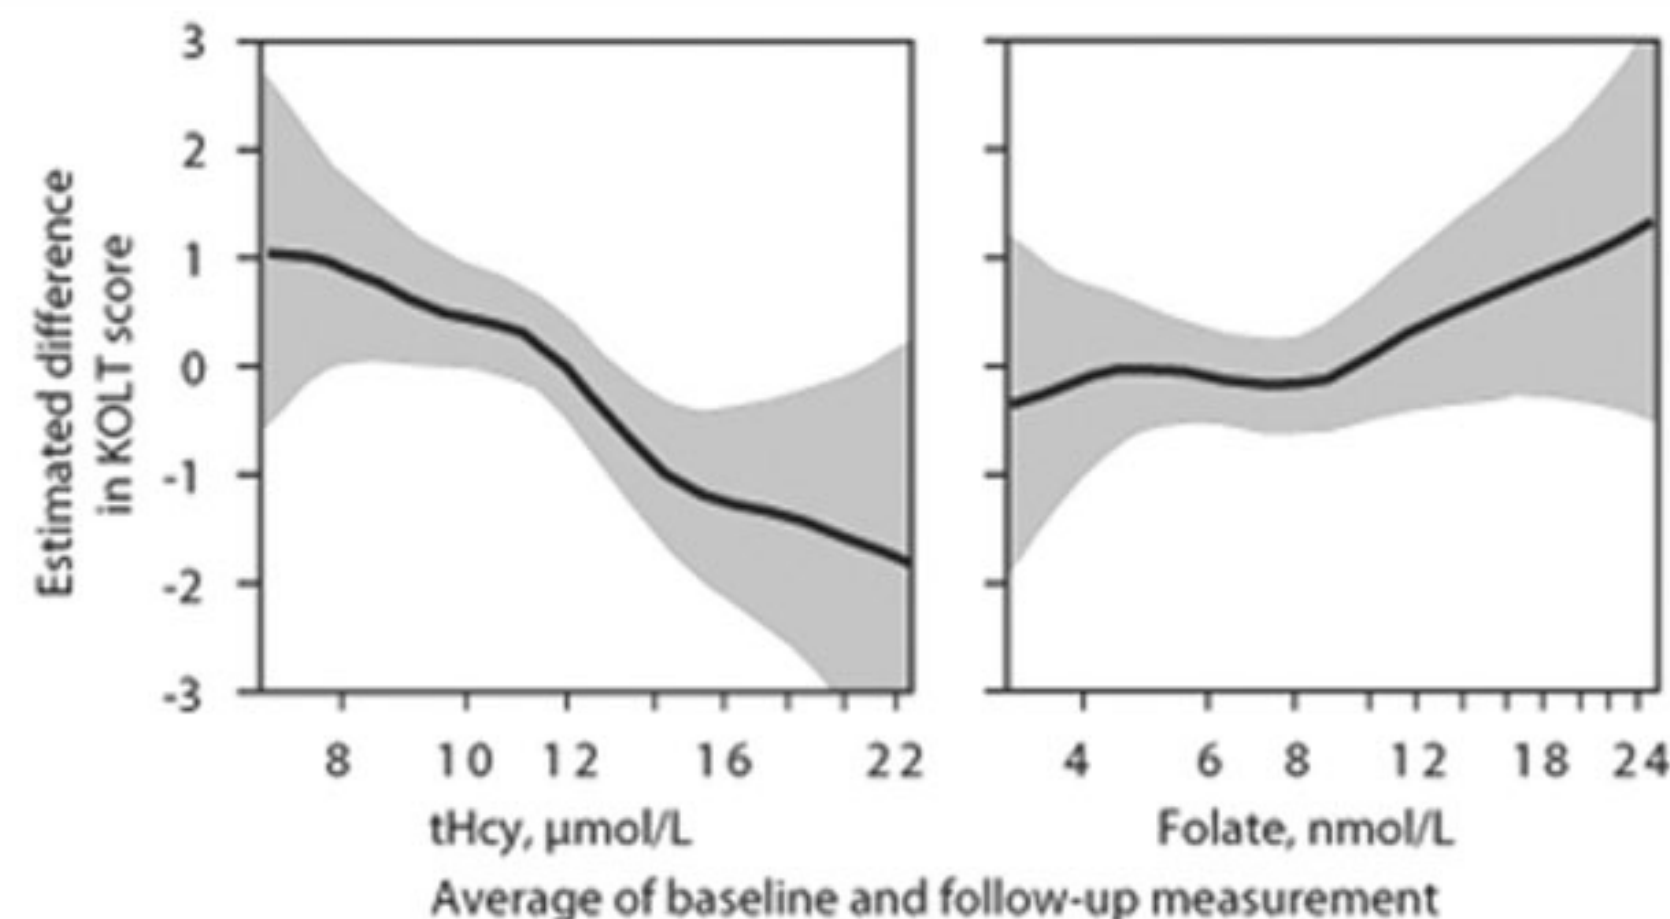 Estimated difference
in KOLT score
3
2
1
0
-1
-2
-3
8 10 12 16 22
4 6 8 12 18 24
tHcy, µmol/L
Folate, nmol/L
Average of baseline and follow-up measurement